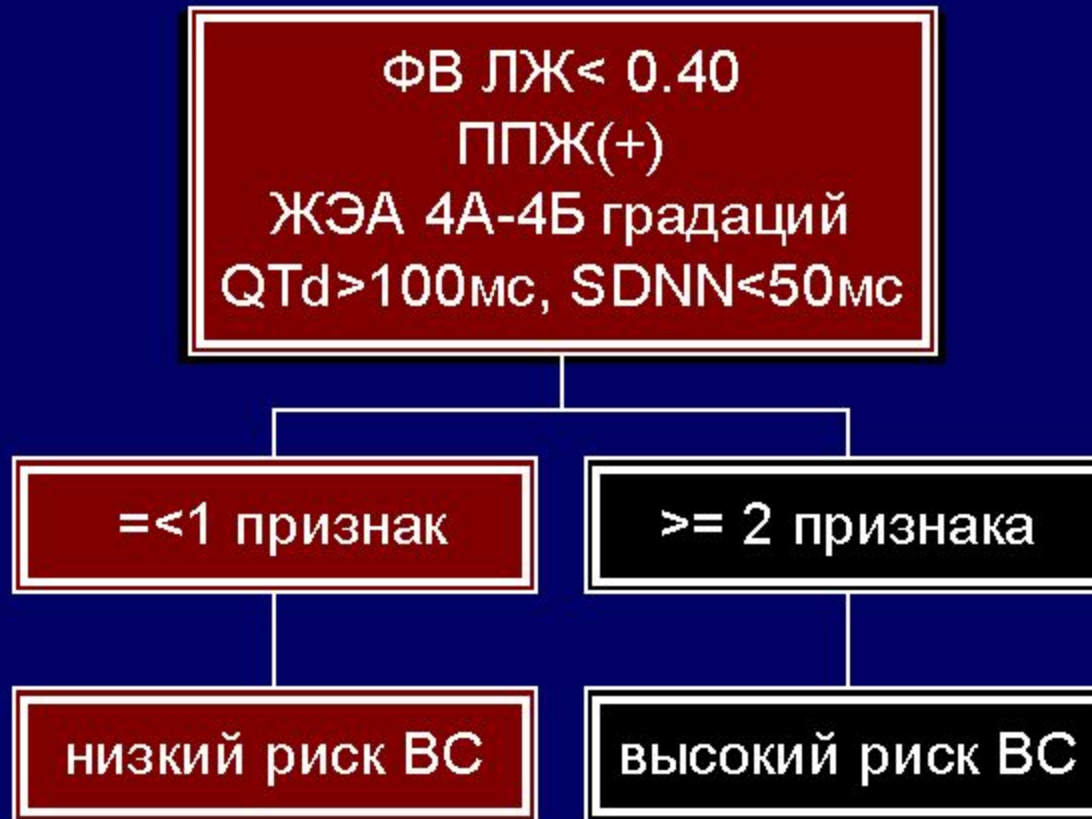 ФВ ЛЖ< 0.40
ППЖ(+)
ЖЭА 4А-4Б градаций
QTd>100мс, SDNN<50мс
=<1 признак
>= 2 признака
низкий риск ВС
высокий риск ВС